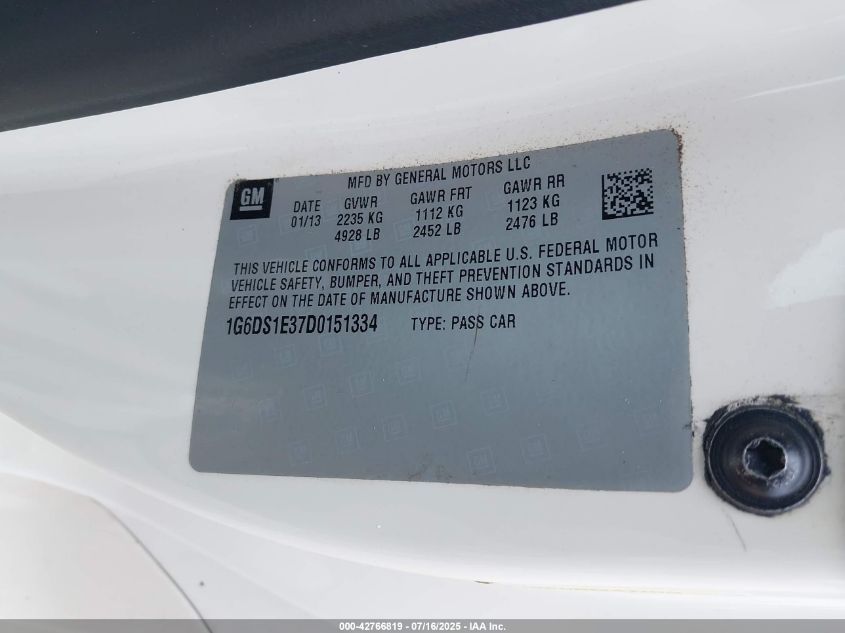 GM
MFD BY GENERAL MOTORS LLC
DATE GVWR GAWR FRT GAWR RR
01/13 2235 KG 1112 KG 1123 KG
4928 LB 2452 LB 2476 LB
THIS VEHICLE CONFORMS TO ALL APPLICABLE U.S. FEDERAL MOTOR
VEHICLE SAFETY, BUMPER, AND THEFT PREVENTION STANDARDS IN
EFFECT ON THE DATE OF MANUFACTURE SHOWN ABOVE.
1G6DS1E37D0151334 TYPE: PASS CAR
000-42766819 - 07/16/2025 - IAA Inc.